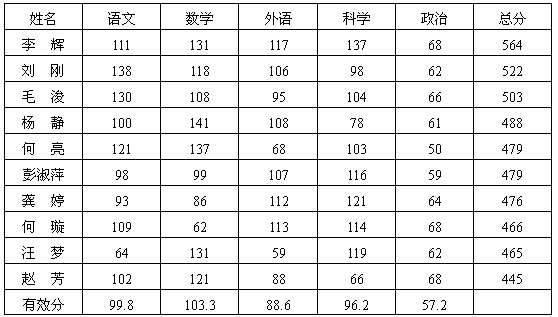 姓名 语文 数学 外语 科学 政治 总分
李 辉 111 131 117 137 68 564
刘 刚 138 118 106 98 62 522
毛 浚 130 108 95 104 66 503
杨 静 100 141 108 78 61 488
何 亮 121 137 68 103 50 479
彭淑萍 98 99 107 116 59 479
龚 婷 93 86 112 121 64 476
何 璇 109 62 113 114 68 466
汪 梦 64 131 59 119 62 465
赵 芳 102 121 88 66 68 445
有效分 99.8 103.3 88.6 96.2 57.2